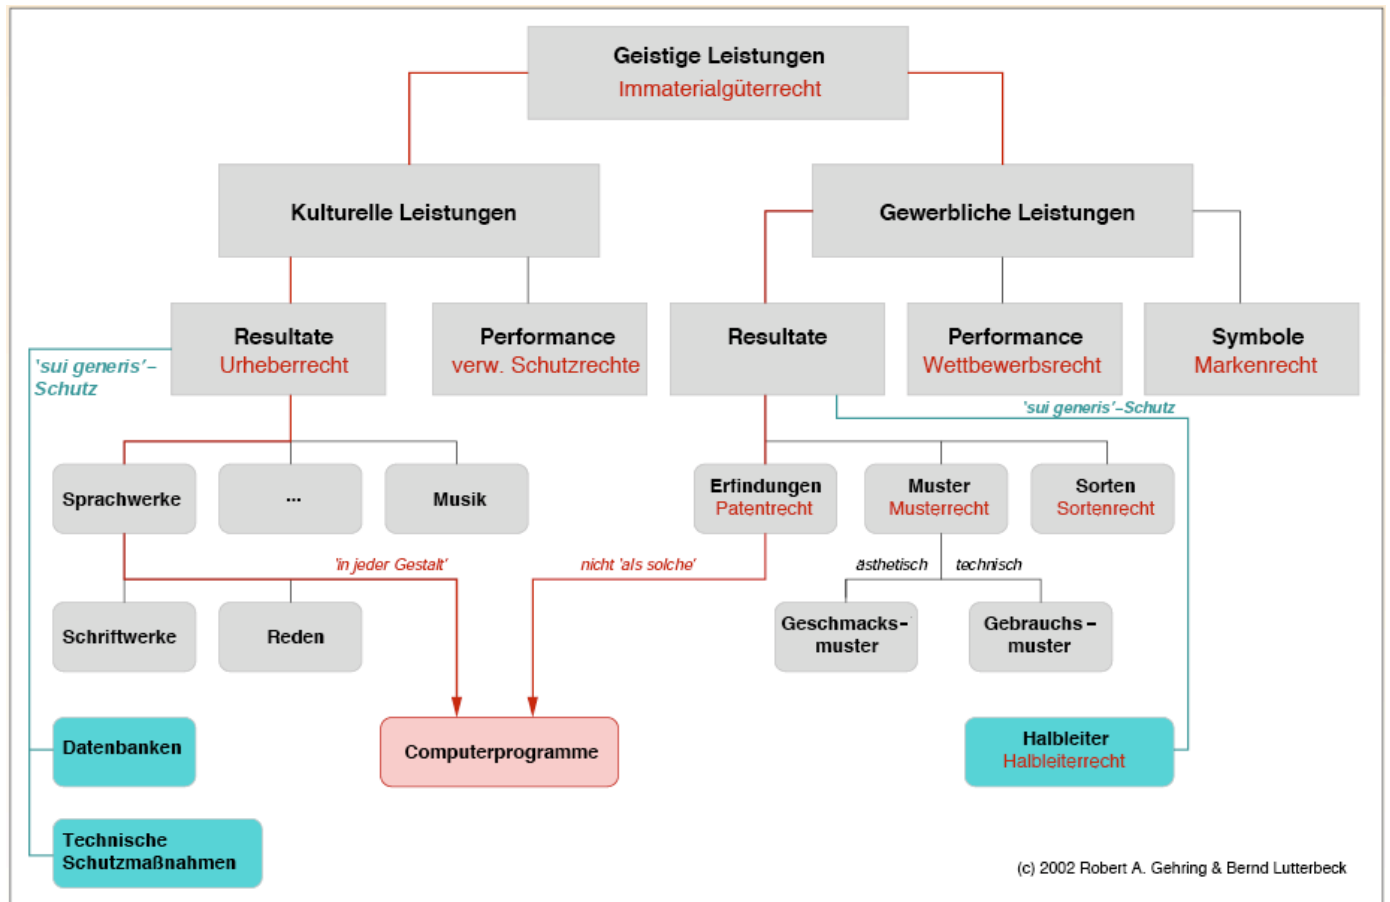 Geistige Leistungen
Immaterialgüterrecht
Kulturelle Leistungen
Gewerbliche Leistungen
Resultate
Urheberrecht
Performance
verw. Schutzrechte
Resultate
Performance
Wettbewerbsrecht
Symbole
Markenrecht
'sui generis'–
Schutz
'sui generis'–Schutz
Sprachwerke
...
Musik
Erfindungen
Patentrecht
Muster
Musterrecht
Sorten
Sortenrecht
'in jeder Gestalt'
nicht 'als solche'
ästhetisch
technisch
Schriftwerke
Reden
Geschmacks–
muster
Gebrauchs–
muster
Datenbanken
Computerprogramme
Halbleiter
Halbleiterrecht
Technische
Schutzmaßnahmen
(c) 2002 Robert A. Gehring & Bernd Lutterbeck